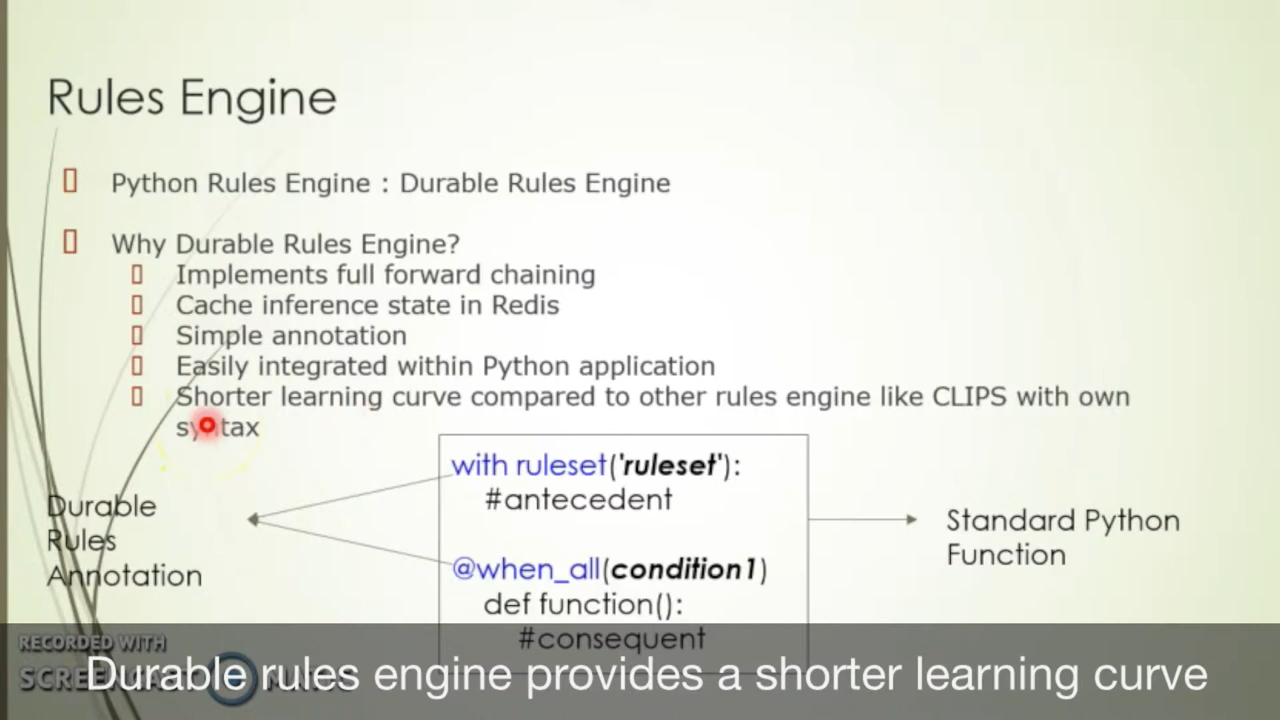 Rules Engine
Python Rules Engine : Durable Rules Engine
Why Durable Rules Engine?
Implements full forward chaining
Cache inference state in Redis
Simple annotation
Easily integrated within Python application
Shorter learning curve compared to other rules engine like CLIPS with own
syntax
with ruleset('ruleset'):
#antecedent
@when_all(condition1)
def function():
#consequent
Durable
Rules
Annotation
Standard Python
Function
RECORDED WITH
Durable rules engine provides a shorter learning curve